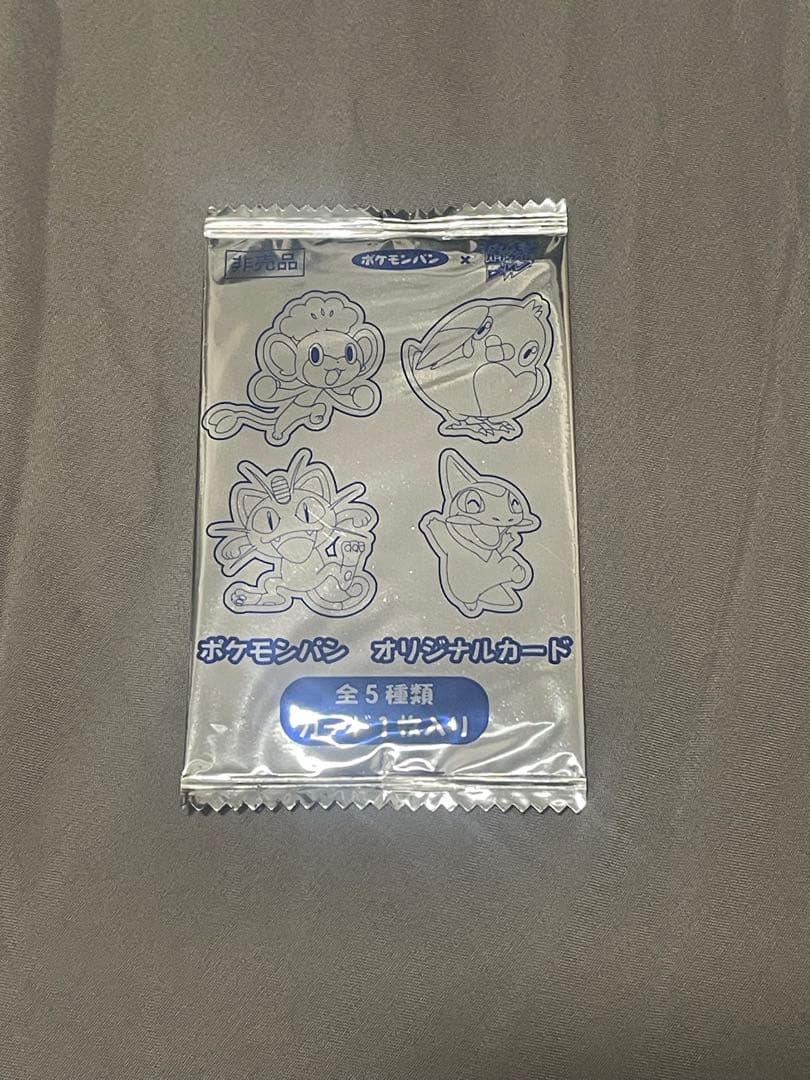 非売品
ポケモンパン ×
ポケモンパン オリジナルカード
全5種類
カード1枚入り